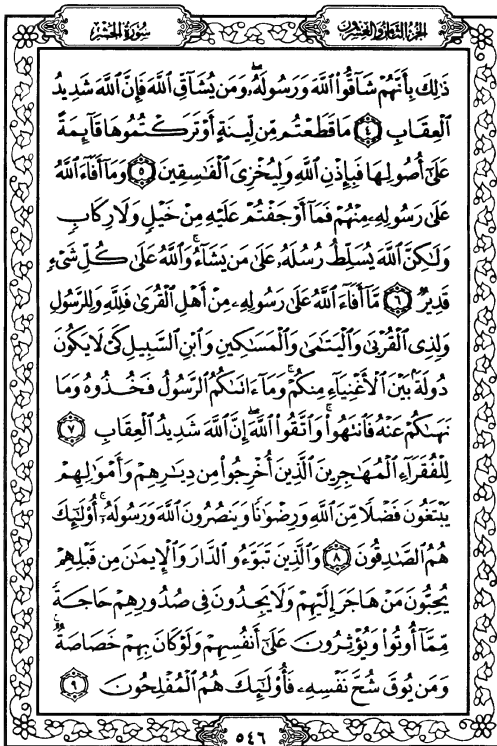 الجزء الثامن والعشرون
سورة الحشر
ذَٰلِكَ بِأَنَّهُمْ شَاقُّوا۟ ٱللَّهَ وَرَسُولَهُۥ ۖ وَمَن يُشَآقِّ ٱللَّهَ فَإِنَّ ٱللَّهَ شَدِيدُ
ٱلْعِقَابِ ٤ مَا قَطَعْتُم مِّن لِّينَةٍ أَوْ تَرَكْتُمُوهَا قَآئِمَةً
عَلَىٰٓ أُصُولِهَا فَبِإِذْنِ ٱللَّهِ وَلِيُخْزِىَ ٱلْفَـٰسِقِينَ ٥ وَمَآ أَفَآءَ ٱللَّهُ
عَلَىٰ رَسُولِهِۦ مِنْهُمْ فَمَآ أَوْجَفْتُمْ عَلَيْهِ مِنْ خَيْلٍ وَلَا رِكَابٍ
وَلَـٰكِنَّ ٱللَّهَ يُسَلِّطُ رُسُلَهُۥ عَلَىٰ مَن يَشَآءُ ۚ وَٱللَّهُ عَلَىٰ كُلِّ شَىْءٍ
قَدِيرٌ ٦ مَّآ أَفَآءَ ٱللَّهُ عَلَىٰ رَسُولِهِۦ مِنْ أَهْلِ ٱلْقُرَىٰ فَلِلَّهِ وَلِلرَّسُولِ
وَلِذِى ٱلْقُرْبَىٰ وَٱلْيَتَـٰمَىٰ وَٱلْمَسَـٰكِينِ وَٱبْنِ ٱلسَّبِيلِ كَىْ لَا يَكُونَ
دُولَةًۢ بَيْنَ ٱلْأَغْنِيَآءِ مِنكُمْ ۚ وَمَآ ءَاتَىٰكُمُ ٱلرَّسُولُ فَخُذُوهُ وَمَا
نَهَىٰكُمْ عَنْهُ فَٱنتَهُوا۟ ۚ وَٱتَّقُوا۟ ٱللَّهَ ۖ إِنَّ ٱللَّهَ شَدِيدُ ٱلْعِقَابِ ٧
لِلْفُقَرَآءِ ٱلْمُهَـٰجِرِينَ ٱلَّذِينَ أُخْرِجُوا۟ مِن دِيَـٰرِهِمْ وَأَمْوَٰلِهِمْ
يَبْتَغُونَ فَضْلًا مِّنَ ٱللَّهِ وَرِضْوَٰنًا وَيَنصُرُونَ ٱللَّهَ وَرَسُولَهُۥٓ ۚ أُو۟لَـٰٓئِكَ
هُمُ ٱلصَّـٰدِقُونَ ٨ وَٱلَّذِينَ تَبَوَّءُو ٱلدَّارَ وَٱلْإِيمَـٰنَ مِن قَبْلِهِمْ
يُحِبُّونَ مَنْ هَاجَرَ إِلَيْهِمْ وَلَا يَجِدُونَ فِى صُدُورِهِمْ حَاجَةً
مِّمَّآ أُوتُوا۟ وَيُؤْثِرُونَ عَلَىٰٓ أَنفُسِهِمْ وَلَوْ كَانَ بِهِمْ خَصَاصَةٌ ۚ
وَمَن يُوقَ شُحَّ نَفْسِهِۦ فَأُو۟لَـٰٓئِكَ هُمُ ٱلْمُفْلِحُونَ ٩
٥٤٦